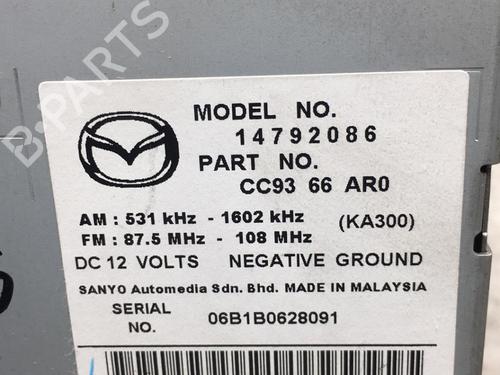 B-PARTS
MODEL NO.
14792086
PART NO.
CC93 66 AR0
AM : 531 kHz - 1602 kHz (KA300)
FM : 87.5 MHz - 108 MHz
DC 12 VOLTS NEGATIVE GROUND
SANYO Automedia Sdn. Bhd. MADE IN MALAYSIA
SERIAL NO. 06B1B0628091